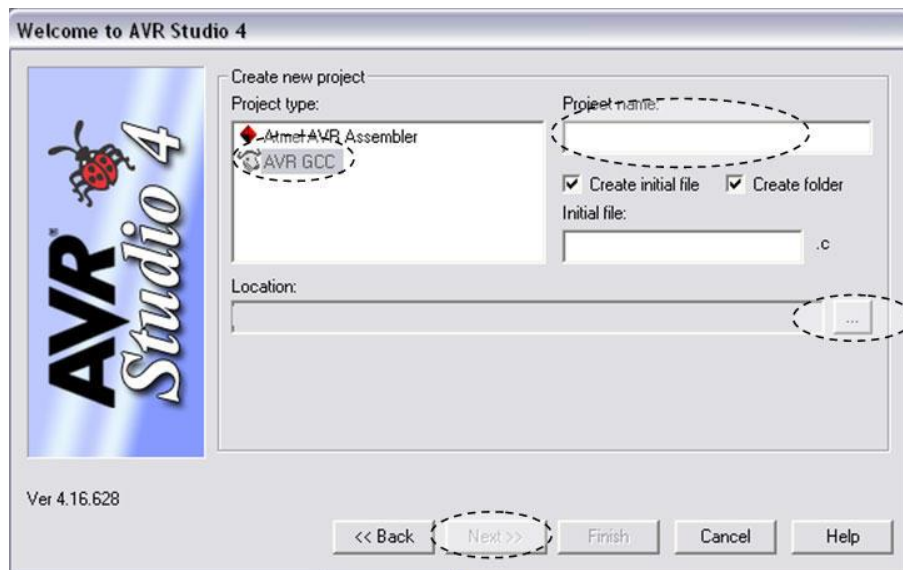 Welcome to AVR Studio 4
Create new project
Project type:
Project name:
Atmel AVR Assembler
AVR GCC
Create initial file
Create folder
Initial file:
.c
Location:
...
AVR®
Studio 4
Ver 4.16.628
<< Back
Next >>
Finish
Cancel
Help